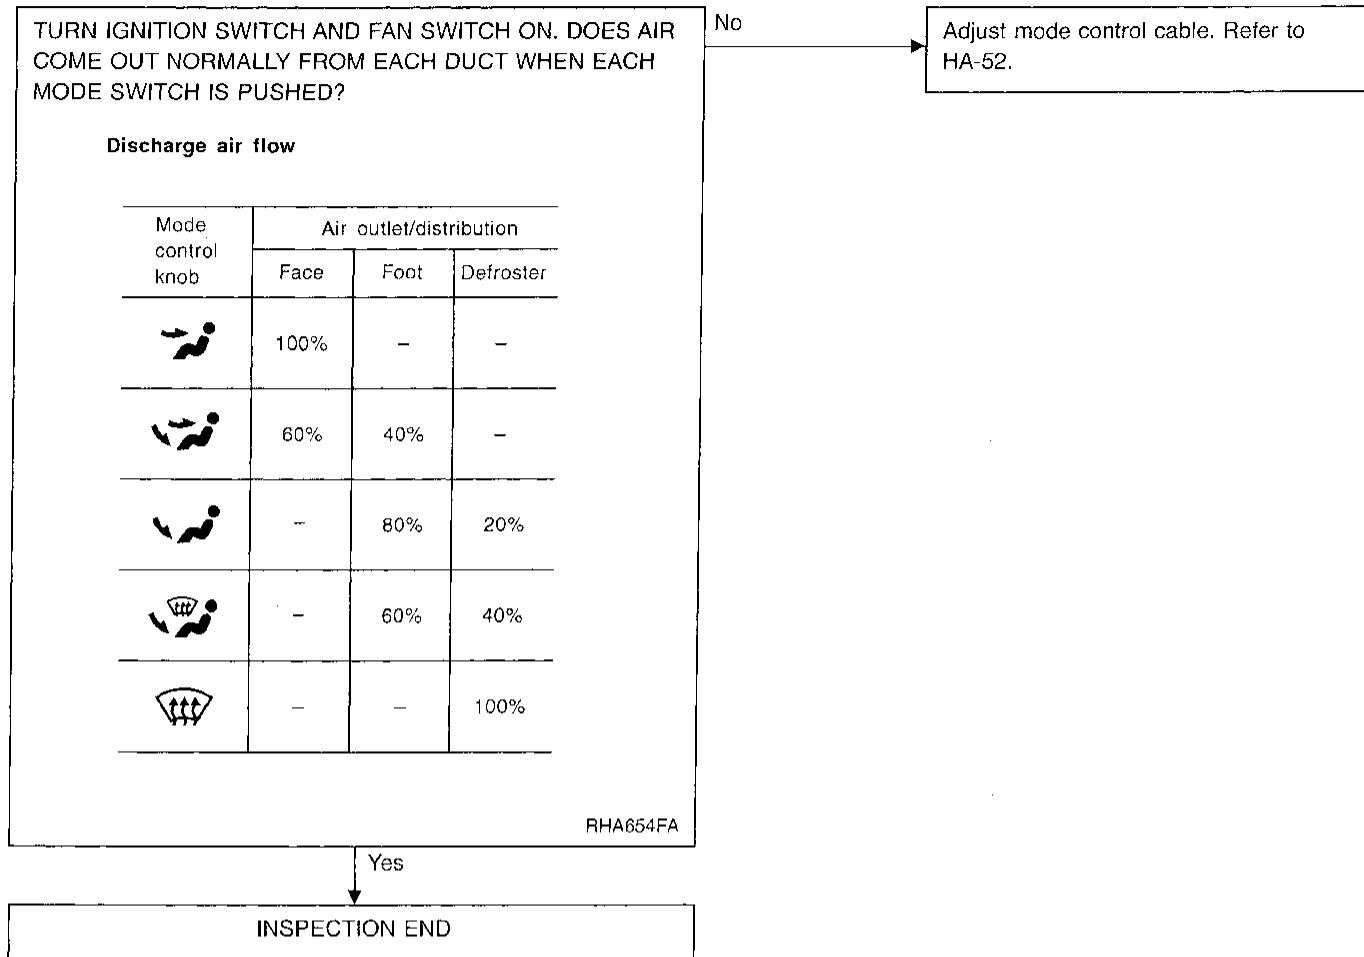 TURN IGNITION SWITCH AND FAN SWITCH ON. DOES AIR
COME OUT NORMALLY FROM EACH DUCT WHEN EACH
MODE SWITCH IS PUSHED?
No
Adjust mode control cable. Refer to
HA-52.
Discharge air flow
Mode
control
knob
Air outlet/distribution
Face Foot Defroster
100% – –
60% 40% –
– 80% 20%
– 60% 40%
– – 100%
RHA654FA
Yes
INSPECTION END